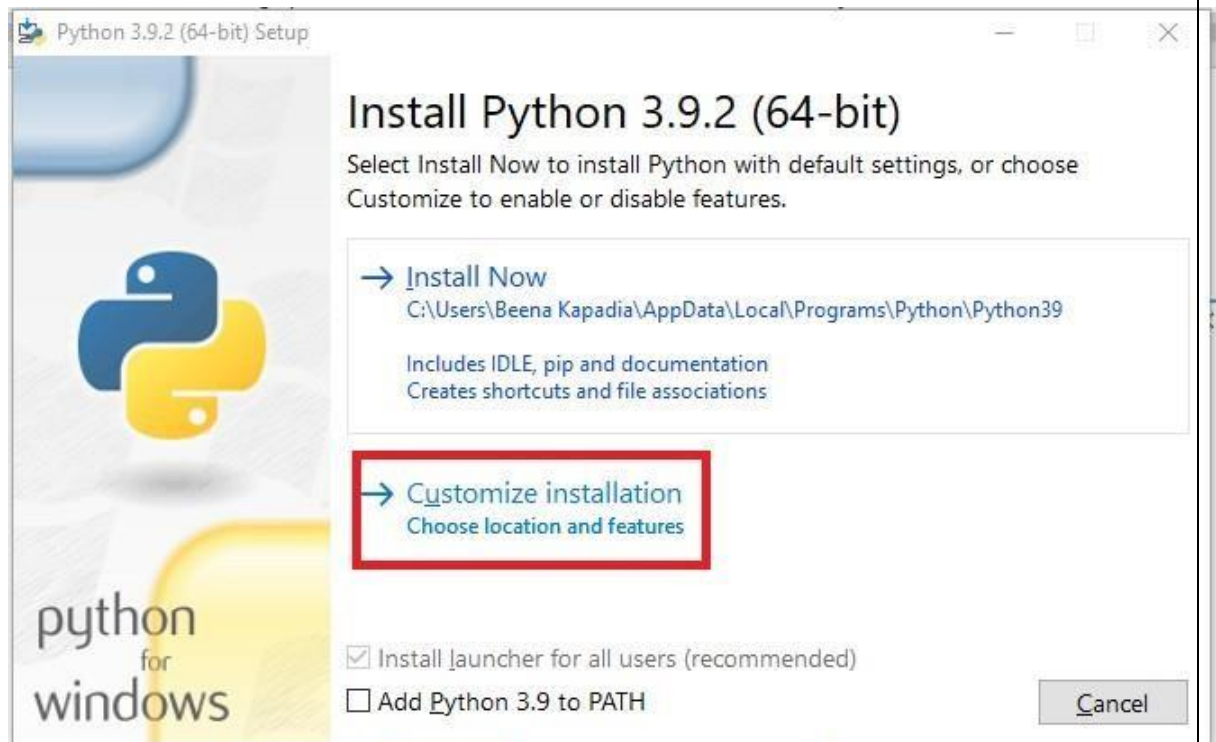 Python 3.9.2 (64-bit) Setup
Install Python 3.9.2 (64-bit)
Select Install Now to install Python with default settings, or choose
Customize to enable or disable features.
→ Install Now
C:\Users\Beena Kapadia\AppData\Local\Programs\Python\Python39
Includes IDLE, pip and documentation
Creates shortcuts and file associations
→ Customize installation
Choose location and features
python
for
windows
Install launcher for all users (recommended)
Add Python 3.9 to PATH
Cancel